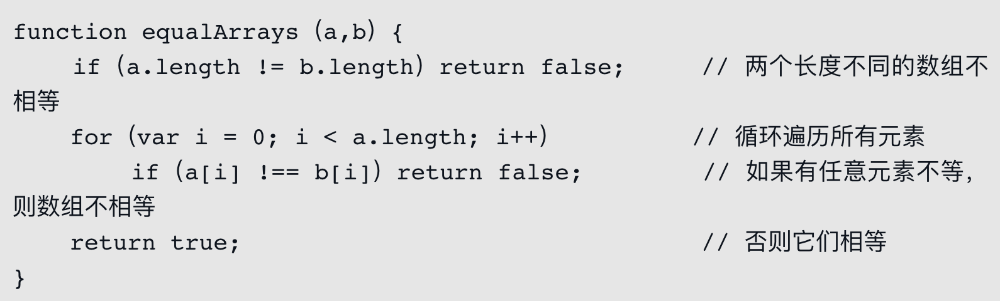 function equalArrays (a,b) {
    if (a.length != b.length) return false;     // 两个长度不同的数组不
相等
    for (var i = 0; i < a.length; i++)          // 循环遍历所有元素
        if (a[i] !== b[i]) return false;        // 如果有任意元素不等,
则数组不相等
    return true;                                // 否则它们相等
}